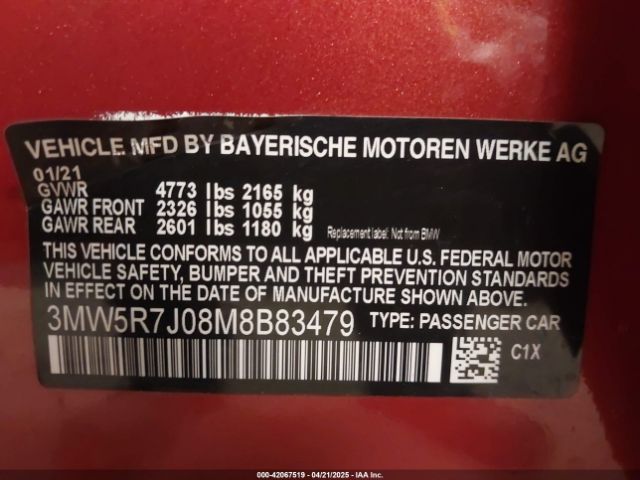 VEHICLE MFD BY BAYERISCHE MOTOREN WERKE AG
01/21
GVWR 4773 lbs 2165 kg
GAWR FRONT 2326 lbs 1055 kg
GAWR REAR 2601 lbs 1180 kg
Replacement label: Not from BMW
THIS VEHICLE CONFORMS TO ALL APPLICABLE U.S. FEDERAL MOTOR
VEHICLE SAFETY, BUMPER AND THEFT PREVENTION STANDARDS IN
EFFECT ON THE DATE OF MANUFACTURE SHOWN ABOVE.
3MW5R7J08M8B83479 TYPE: PASSENGER CAR
C1X
000-42067519 - 04/21/2025 - IAA Inc.